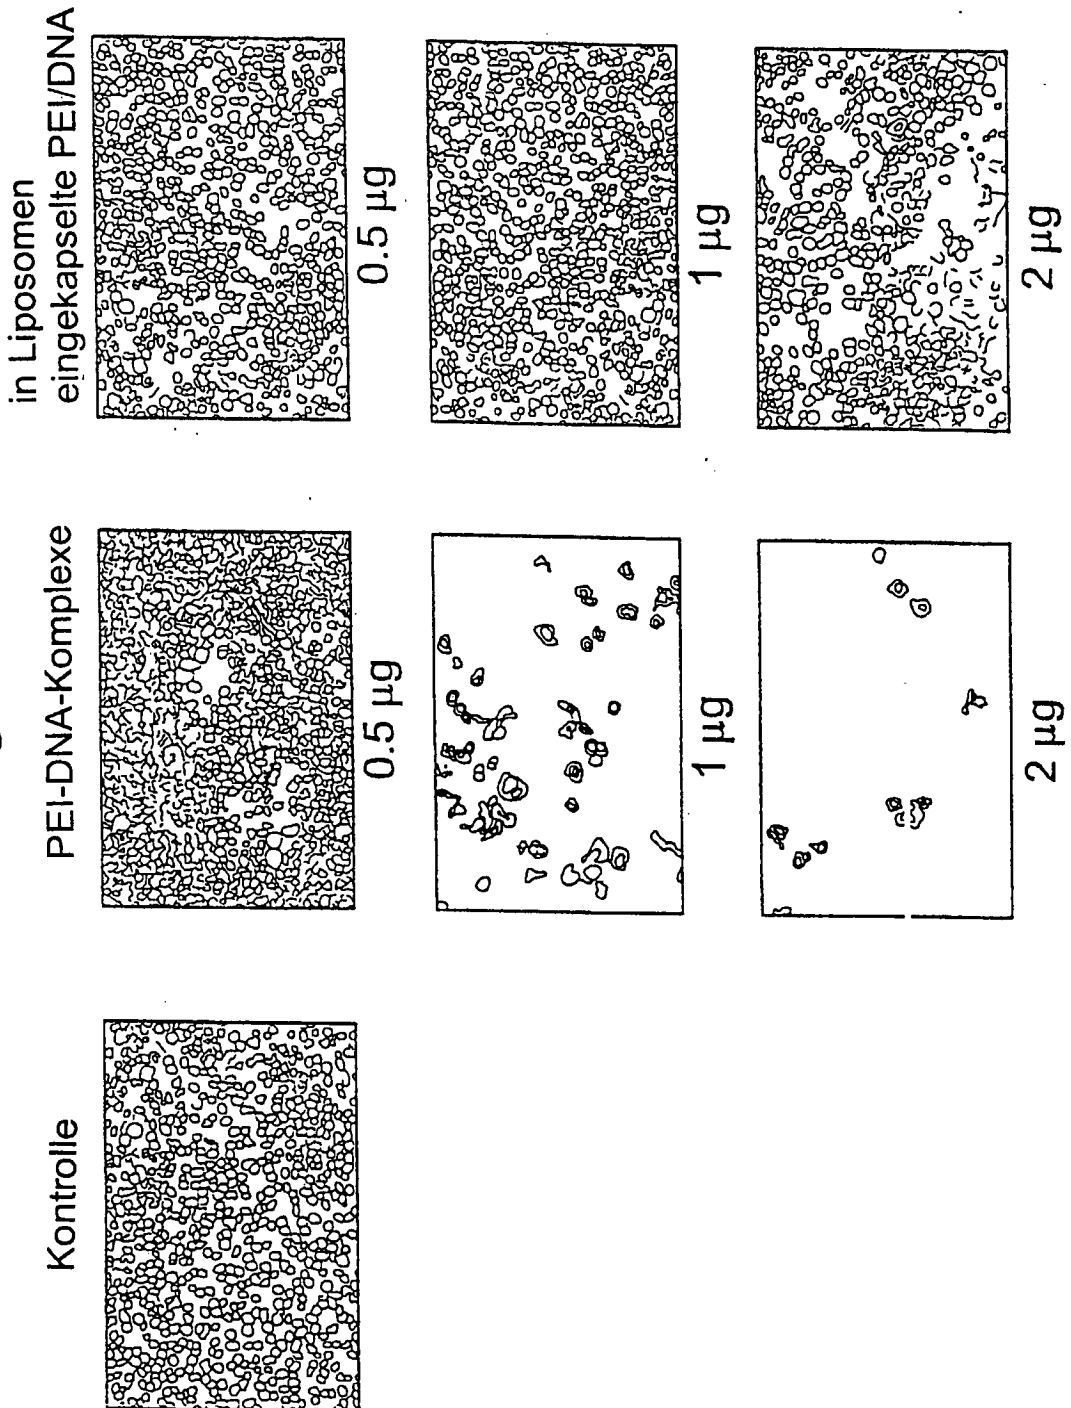 Kontrolle
PEI-DNA-Komplexe
in Liposomen
eingekapselte PEI/DNA
0.5 µg
0.5 µg
1 µg
1 µg
2 µg
2 µg